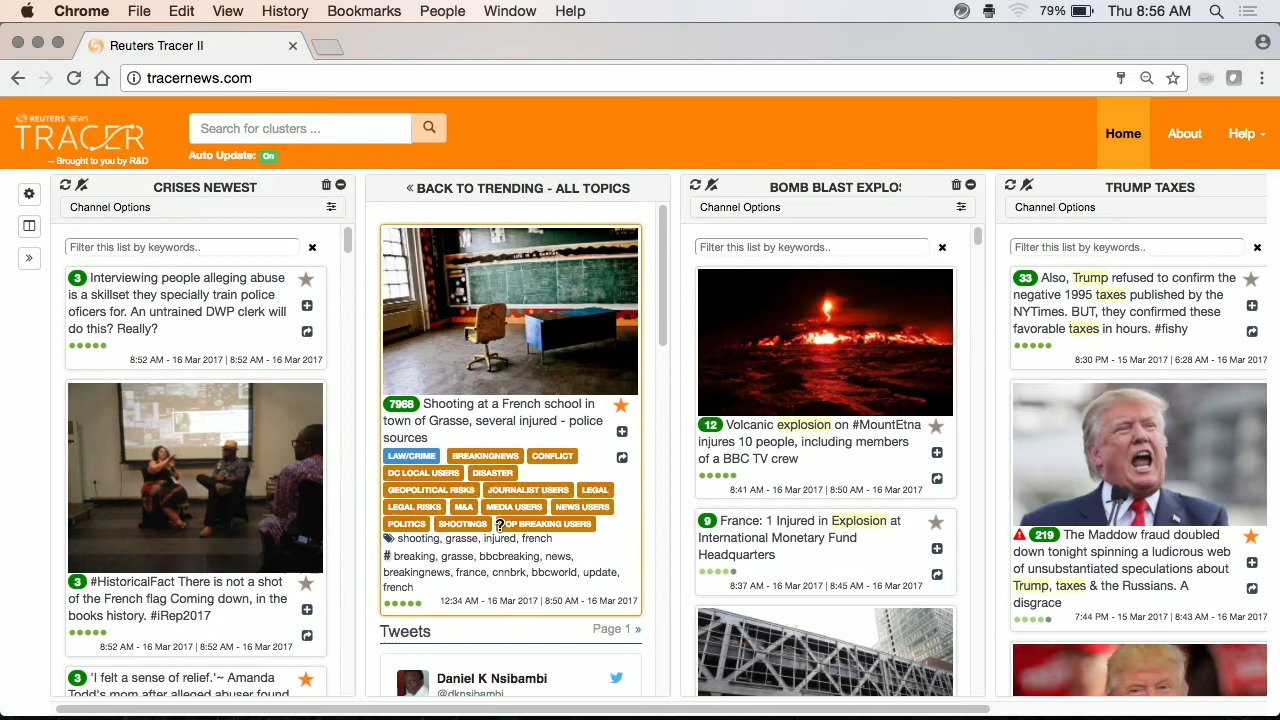 Chrome File Edit View History Bookmarks People Window Help 79% Thu 8:56 AM
Reuters Tracer II
tracernews.com
REUTERS NEWS
TRACER
– Brought to you by R&D
Search for clusters ...
Auto Update: On
Home About Help
CRISES NEWEST
Channel Options
Filter this list by keywords..
3 Interviewing people alleging abuse
is a skillset they specially train police
oficers for. An untrained DWP clerk will
do this? Really?
8:52 AM - 16 Mar 2017 | 8:52 AM - 16 Mar 2017
3 #HistoricalFact There is not a shot
of the French flag Coming down, in the
books history. #iRep2017
8:52 AM - 16 Mar 2017 | 8:52 AM - 16 Mar 2017
3 'I felt a sense of relief.'~ Amanda
Todd's mom after alleged abuser found
« BACK TO TRENDING - ALL TOPICS
7968 Shooting at a French school in
town of Grasse, several injured - police
sources
LAW/CRIME BREAKINGNEWS CONFLICT
DC LOCAL USERS DISASTER
GEOPOLITICAL RISKS JOURNALIST USERS LEGAL
LEGAL RISKS M&A MEDIA USERS NEWS USERS
POLITICS SHOOTINGS OP BREAKING USERS
shooting, grasse, injured, french
# breaking, grasse, bbcbreaking, news,
breakingnews, france, cnnbrk, bbcworld, update,
french
12:34 AM - 16 Mar 2017 | 8:50 AM - 16 Mar 2017
Tweets Page 1 »
Daniel K Nsibambi
@dknsibambi
BOMB BLAST EXPLOS
Channel Options
Filter this list by keywords..
12 Volcanic explosion on #MountEtna
injures 10 people, including members
of a BBC TV crew
8:41 AM - 16 Mar 2017 | 8:50 AM - 16 Mar 2017
9 France: 1 Injured in Explosion at
International Monetary Fund
Headquarters
8:37 AM - 16 Mar 2017 | 8:45 AM - 16 Mar 2017
TRUMP TAXES
Channel Options
Filter this list by keywords..
33 Also, Trump refused to confirm the
negative 1995 taxes published by the
NYTimes. BUT, they confirmed these
favorable taxes in hours. #fishy
8:30 PM - 15 Mar 2017 | 6:28 AM - 16 Mar 2017
219 The Maddow fraud doubled
down tonight spinning a ludicrous web
of unsubstantiated speculations about
Trump, taxes & the Russians. A
disgrace
7:44 PM - 15 Mar 2017 | 8:43 AM - 16 Mar 2017